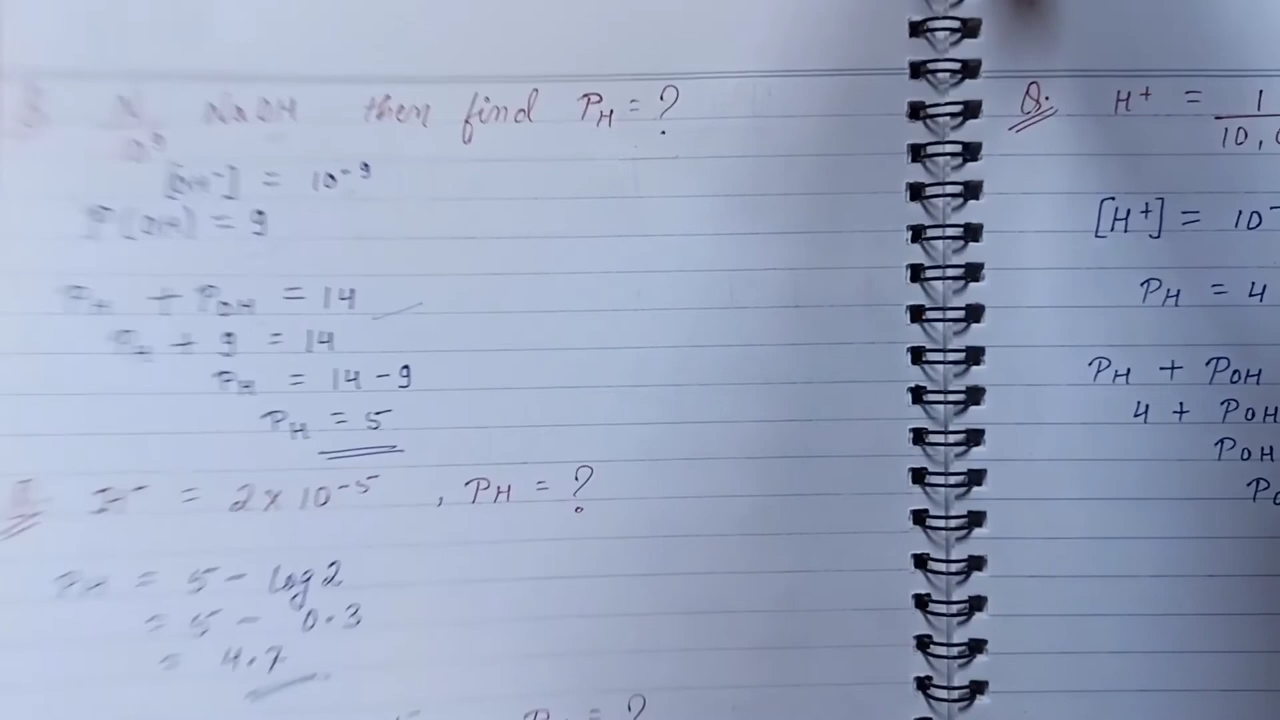 N NaOH then find PH = ?
[OH-] = 10-9
P(OH) = 9
PH + POH = 14
PH + 9 = 14
PH = 14 - 9
PH = 5
H+ = 2 x 10-5 , PH = ?
PH = 5 - log 2
= 5 - 0.3
= 4.7
PH = ?
Q. H+ = 1
10,
[H+] = 10-
PH = 4
PH + POH
4 + POH
POH